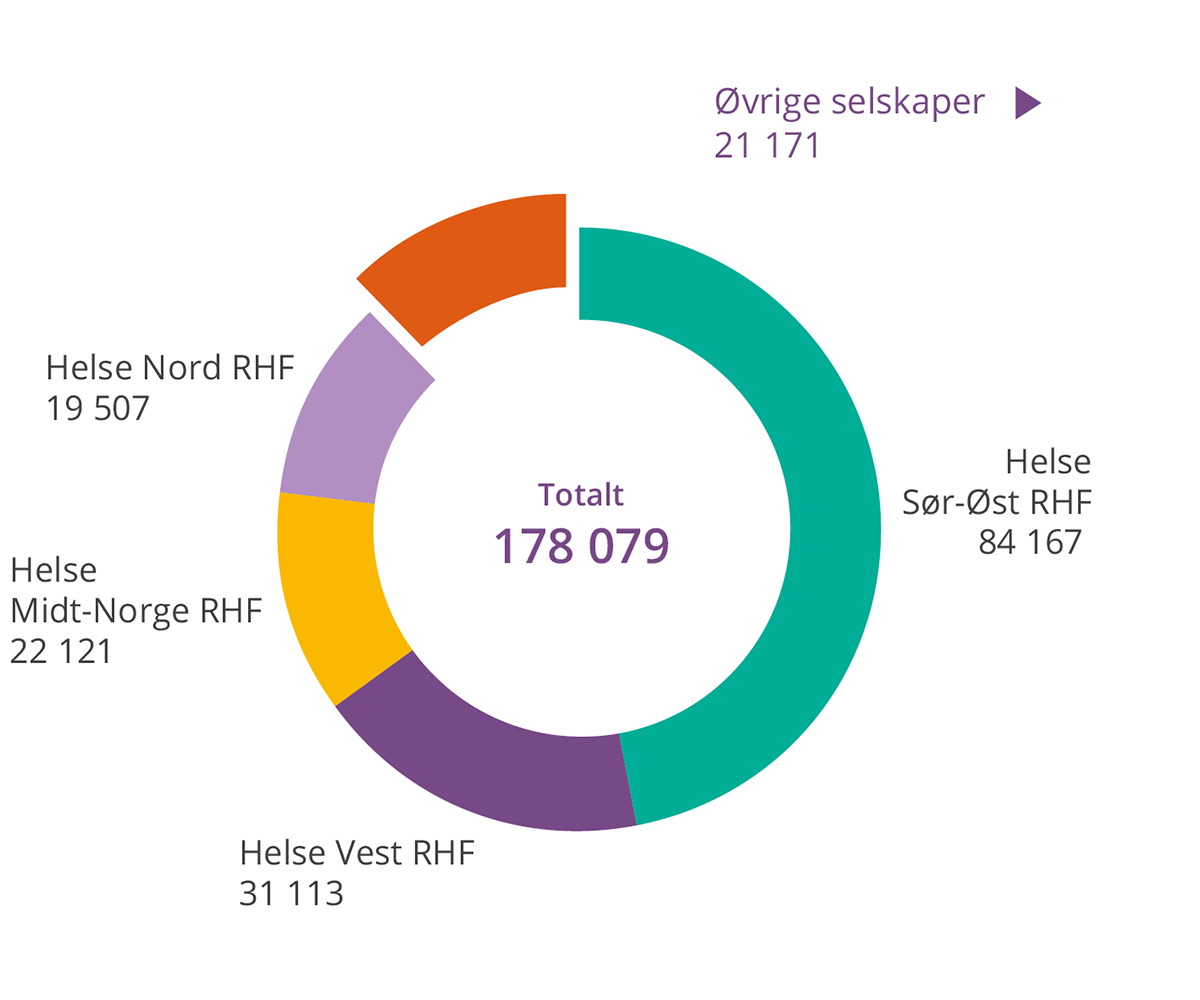 Øvrige selskaper
21 171
Helse Nord RHF
19 507
Helse
Sør-Øst RHF
84 167
Totalt
178 079
Helse
Midt-Norge RHF
22 121
Helse Vest RHF
31 113